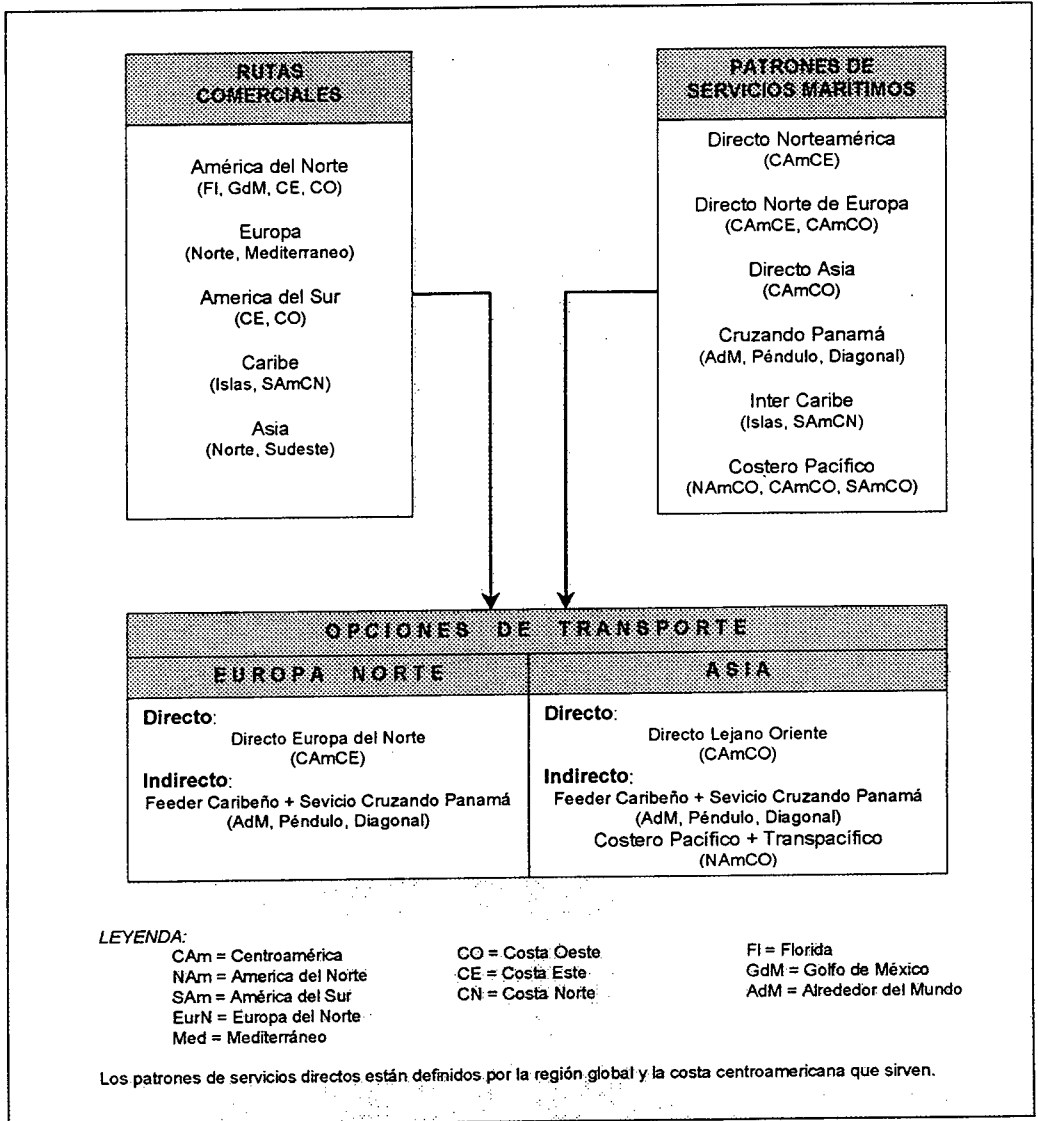 RUTAS
COMERCIALES
América del Norte
(Fl, GdM, CE, CO)
Europa
(Norte, Mediterraneo)
America del Sur
(CE, CO)
Caribe
(Islas, SAmCN)
Asia
(Norte, Sudeste)
PATRONES DE
SERVICIOS MARITIMOS
Directo Norteamérica
(CAmCE)
Directo Norte de Europa
(CAmCE, CAmCO)
Directo Asia
(CAmCO)
Cruzando Panamá
(AdM, Péndulo, Diagonal)
Inter Caribe
(Islas, SAmCN)
Costero Pacífico
(NAmCO, CAmCO, SAmCO)
OPCIONES DE TRANSPORTE
EUROPA NORTE
Directo:
Directo Europa del Norte
(CAmCE)
Indirecto:
Feeder Caribeño + Sevicio Cruzando Panamá
(AdM, Péndulo, Diagonal)
ASIA
Directo:
Directo Lejano Oriente
(CAmCO)
Indirecto:
Feeder Caribeño + Sevicio Cruzando Panamá
(AdM, Péndulo, Diagonal)
Costero Pacífico + Transpacífico
(NAmCO)
LEYENDA:
CAm = Centroamérica
NAm = America del Norte
SAm = América del Sur
EurN = Europa del Norte
Med = Mediterráneo
CO = Costa Oeste
CE = Costa Este
CN = Costa Norte
Fl = Florida
GdM = Golfo de México
AdM = Alrededor del Mundo
Los patrones de servicios directos están definidos por la región global y la costa centroamericana que sirven.